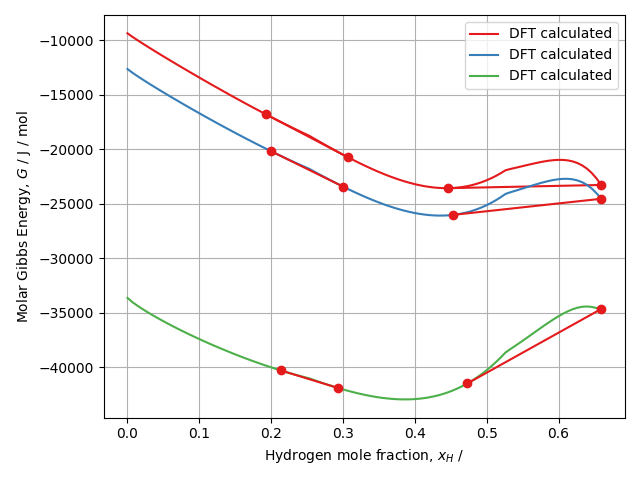 DFT calculated
DFT calculated
DFT calculated
Molar Gibbs Energy, G / J / mol
−10000
−15000
−20000
−25000
−30000
−35000
−40000
0.0 0.1 0.2 0.3 0.4 0.5 0.6
Hydrogen mole fraction, x_H /